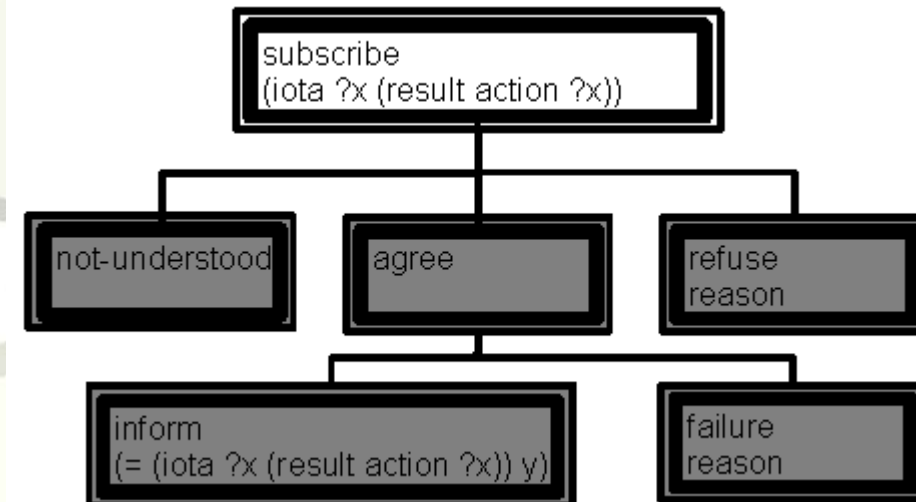 subscribe
(iota ?x (result action ?x))
not-understood
agree
refuse
reason
inform
(= (iota ?x (result action ?x)) y)
failure
reason